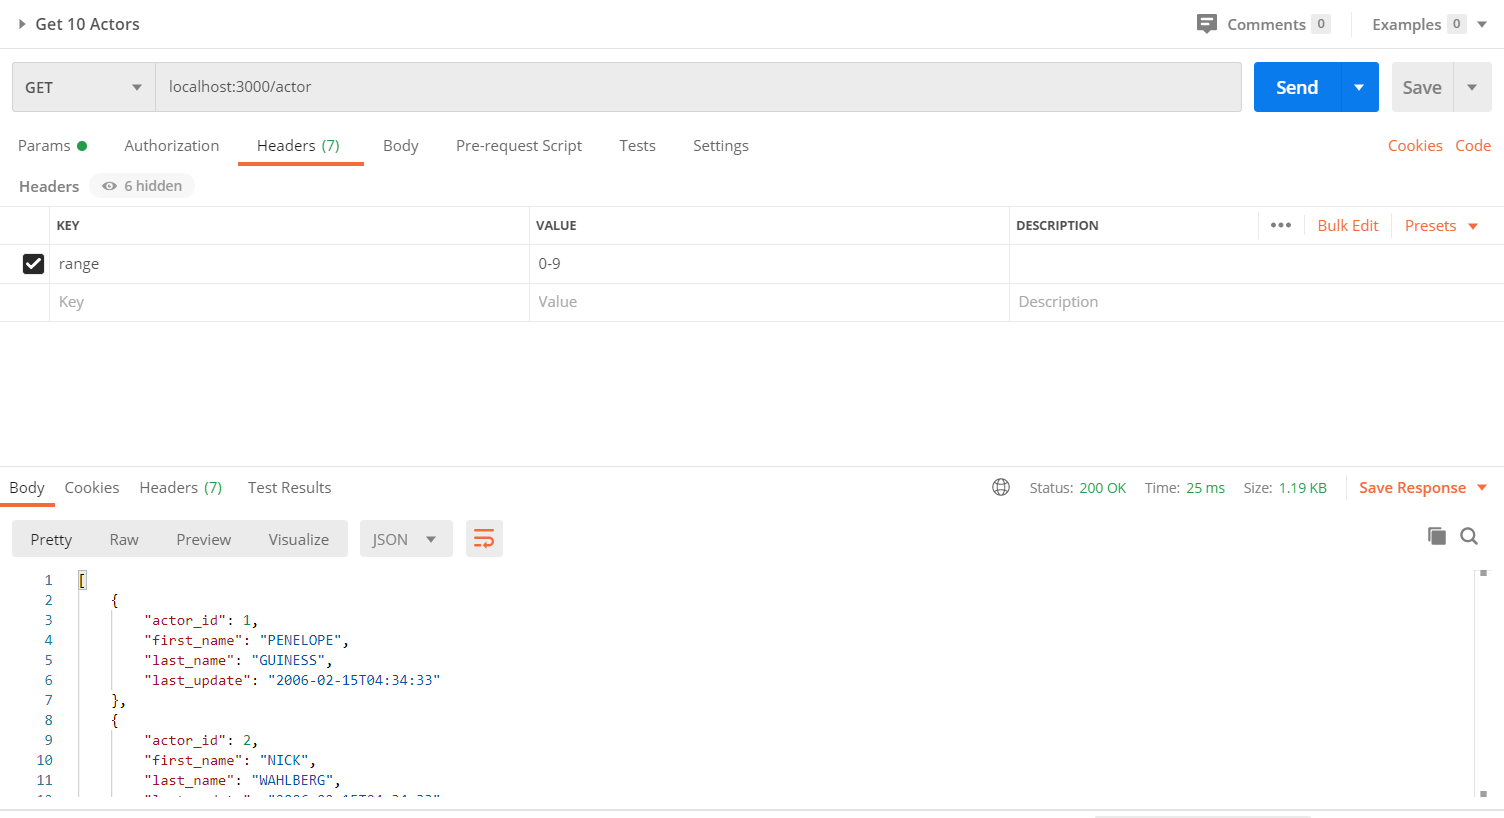 Get 10 Actors
Comments 0 Examples 0
GET localhost:3000/actor Send Save
Params Authorization Headers (7) Body Pre-request Script Tests Settings Cookies Code
Headers 6 hidden
KEY VALUE DESCRIPTION ••• Bulk Edit Presets
range 0-9
Key Value Description
Body Cookies Headers (7) Test Results Status: 200 OK Time: 25 ms Size: 1.19 KB Save Response
Pretty Raw Preview Visualize JSON
1 [
2 {
3 "actor_id": 1,
4 "first_name": "PENELOPE",
5 "last_name": "GUINESS",
6 "last_update": "2006-02-15T04:34:33"
7 },
8 {
9 "actor_id": 2,
10 "first_name": "NICK",
11 "last_name": "WAHLBERG",